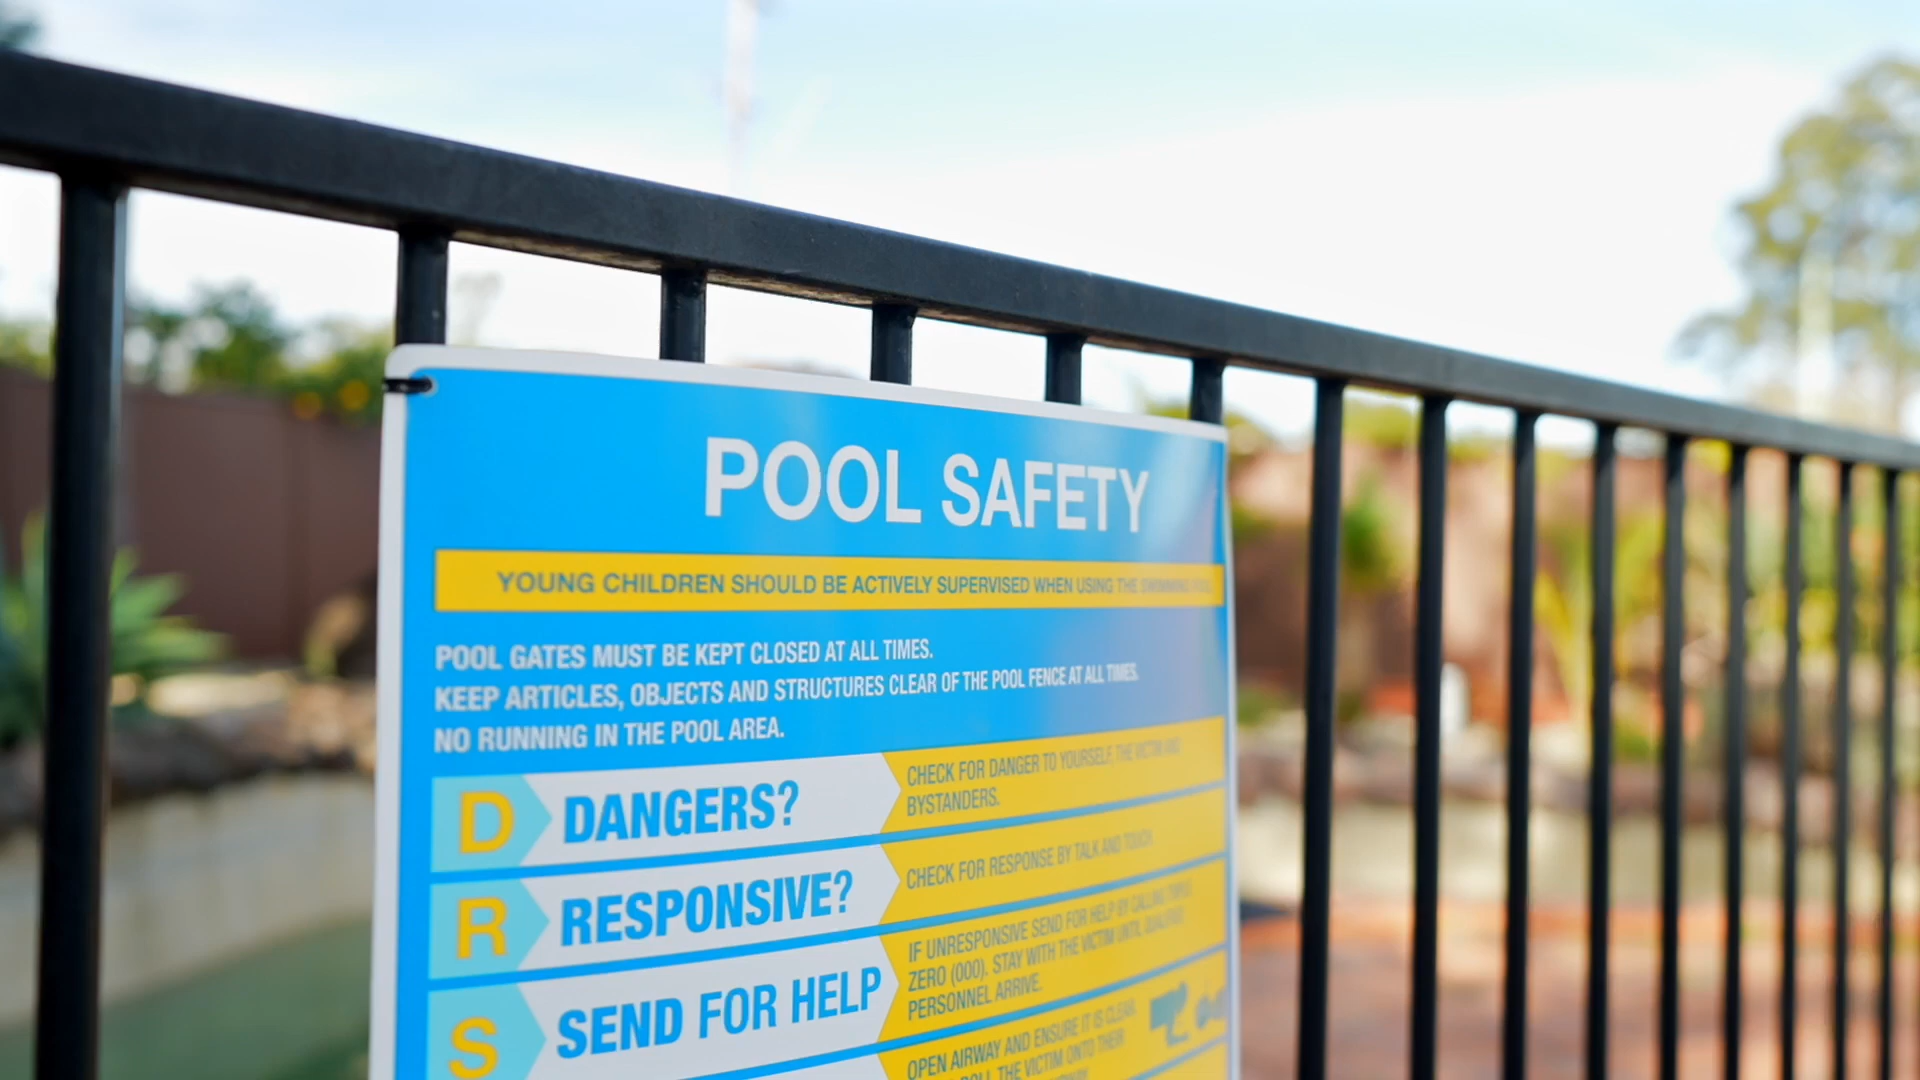 POOL SAFETY
YOUNG CHILDREN SHOULD BE ACTIVELY SUPERVISED WHEN USING THE SWIMMING
POOL GATES MUST BE KEPT CLOSED AT ALL TIMES.
KEEP ARTICLES, OBJECTS AND STRUCTURES CLEAR OF THE POOL FENCE AT ALL TIMES.
NO RUNNING IN THE POOL AREA.
D DANGERS? CHECK FOR DANGER TO YOURSELF, THE VICTIM AND
BYSTANDERS.
R RESPONSIVE? CHECK FOR RESPONSE BY TALK AND TOUCH.
S SEND FOR HELP IF UNRESPONSIVE SEND FOR HELP BY CALLING TRIPLE
ZERO (000). STAY WITH THE VICTIM UNTIL QUALIFIED
PERSONNEL ARRIVE.
OPEN AIRWAY AND ENSURE IT IS CLEAR.
THE VICTIM ONTO THEIR